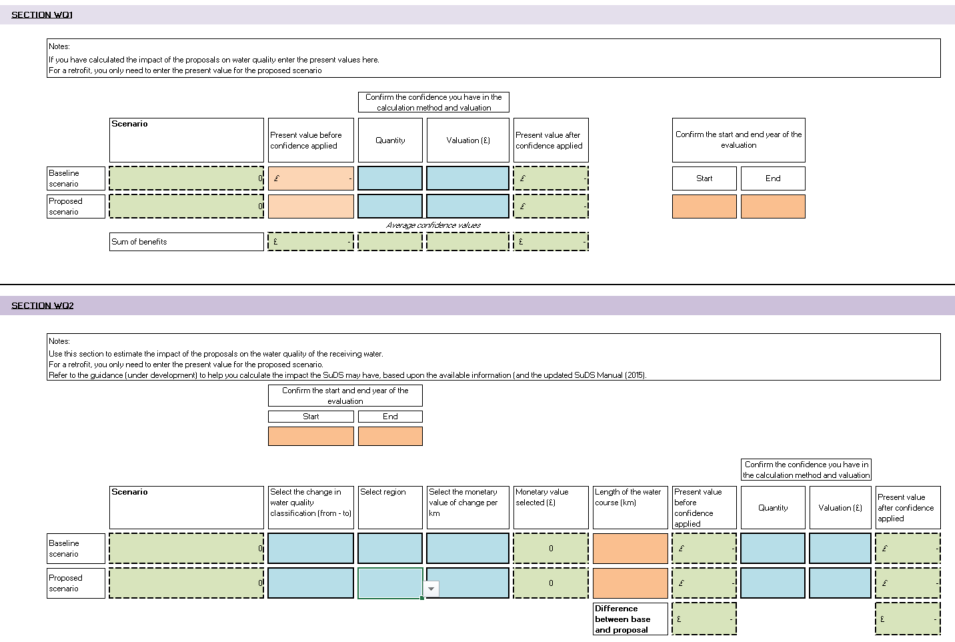 SECTION WQ1
Notes:
If you have calculated the impact of the proposals on water quality enter the present values here.
For a retrofit, you only need to enter the present value for the proposed scenario
Confirm the confidence you have in the
calculation method and valuation
Scenario
Present value before
confidence applied
Quantity
Valuation (£)
Present value after
confidence applied
Confirm the start and end year of the
evaluation
Baseline
scenario
0
£ -
£ -
Start
End
Proposed
scenario
0
£ -
Average confidence values
Sum of benefits
£ -
£ -
SECTION WQ2
Notes:
Use this section to estimate the impact of the proposals on the water quality of the receiving water.
For a retrofit, you only need to enter the present value for the proposed scenario.
Refer to the guidance (under development) to help you calculate the impact the SuDS may have, based upon the available information (and the updated SuDS Manual (2015).
Confirm the start and end year of the
evaluation
Start
End
Confirm the confidence you have in
the calculation method and valuation
Scenario
Select the change in
water quality
classification (from - to)
Select region
Select the monetary
value of change per
km
Monetary value
selected (£)
Length of the water
course (km)
Present value
before
confidence
applied
Quantity
Valuation (£)
Present value
after confidence
applied
Baseline
scenario
0
0
£ -
£ -
Proposed
scenario
0
0
£ -
£ -
Difference
between base
and proposal
£ -
£ -